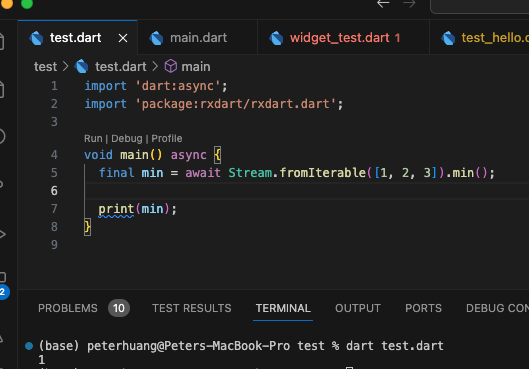 test.dart
main.dart
widget_test.dart 1
test_hello.
test > test.dart > main
1 import 'dart:async';
2 import 'package:rxdart/rxdart.dart';
3
Run | Debug | Profile
4 void main() async {
5 final min = await Stream.fromIterable([1, 2, 3]).min();
6
7 print(min);
8 }
9
PROBLEMS 10 TEST RESULTS TERMINAL OUTPUT PORTS DEBUG CON
2
(base) peterhuang@Peters-MacBook-Pro test % dart test.dart
1